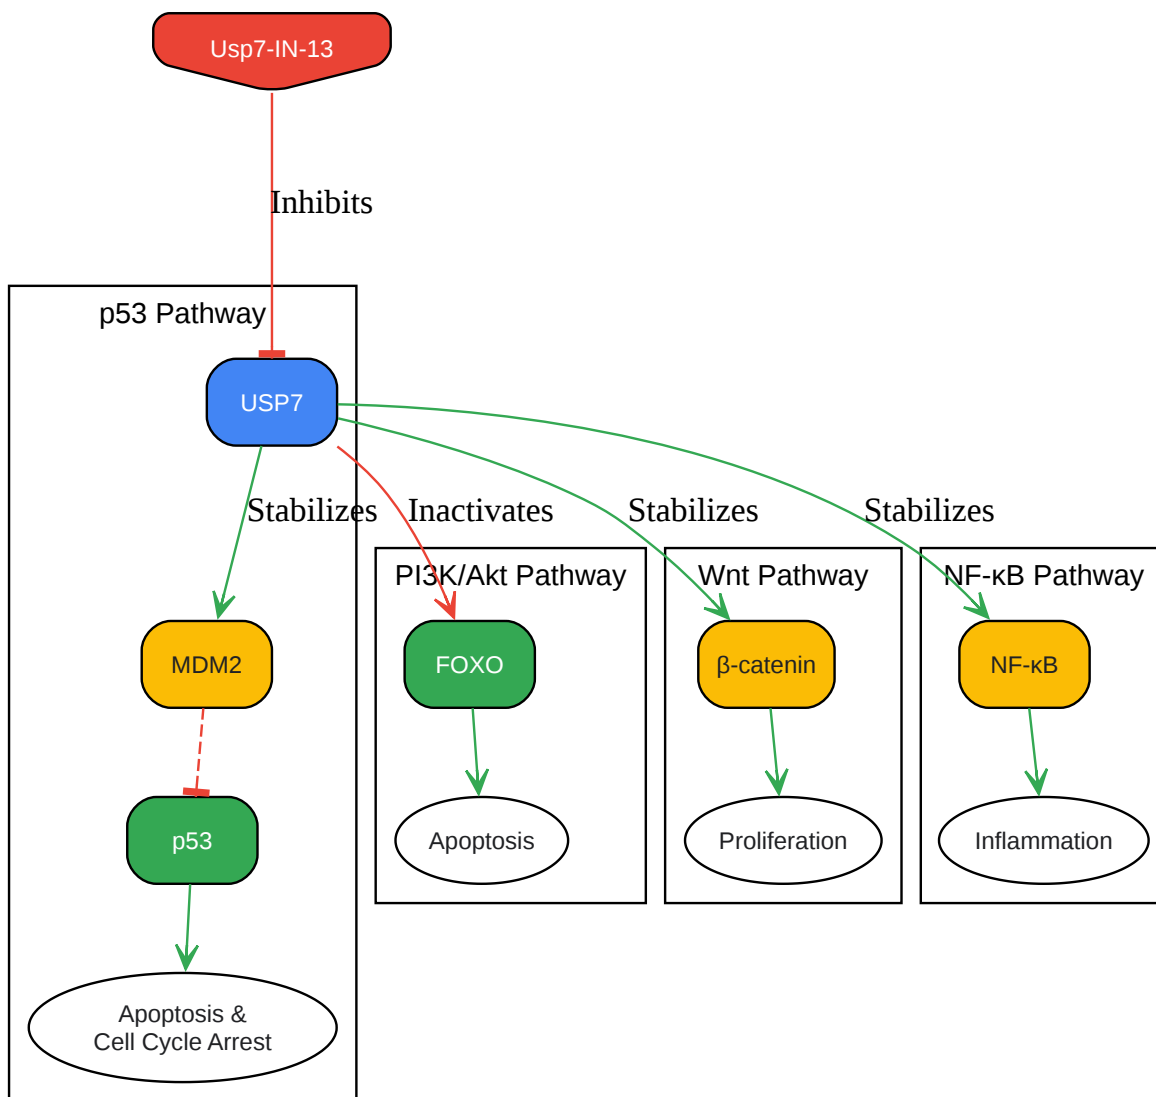 Usp7-IN-13
Inhibits
p53 Pathway
USP7
Stabilizes
Inactivates
Stabilizes
Stabilizes
PI3K/Akt Pathway
Wnt Pathway
NF-κB Pathway
MDM2
FOXO
β-catenin
NF-κB
p53
Apoptosis
Proliferation
Inflammation
Apoptosis &
Cell Cycle Arrest